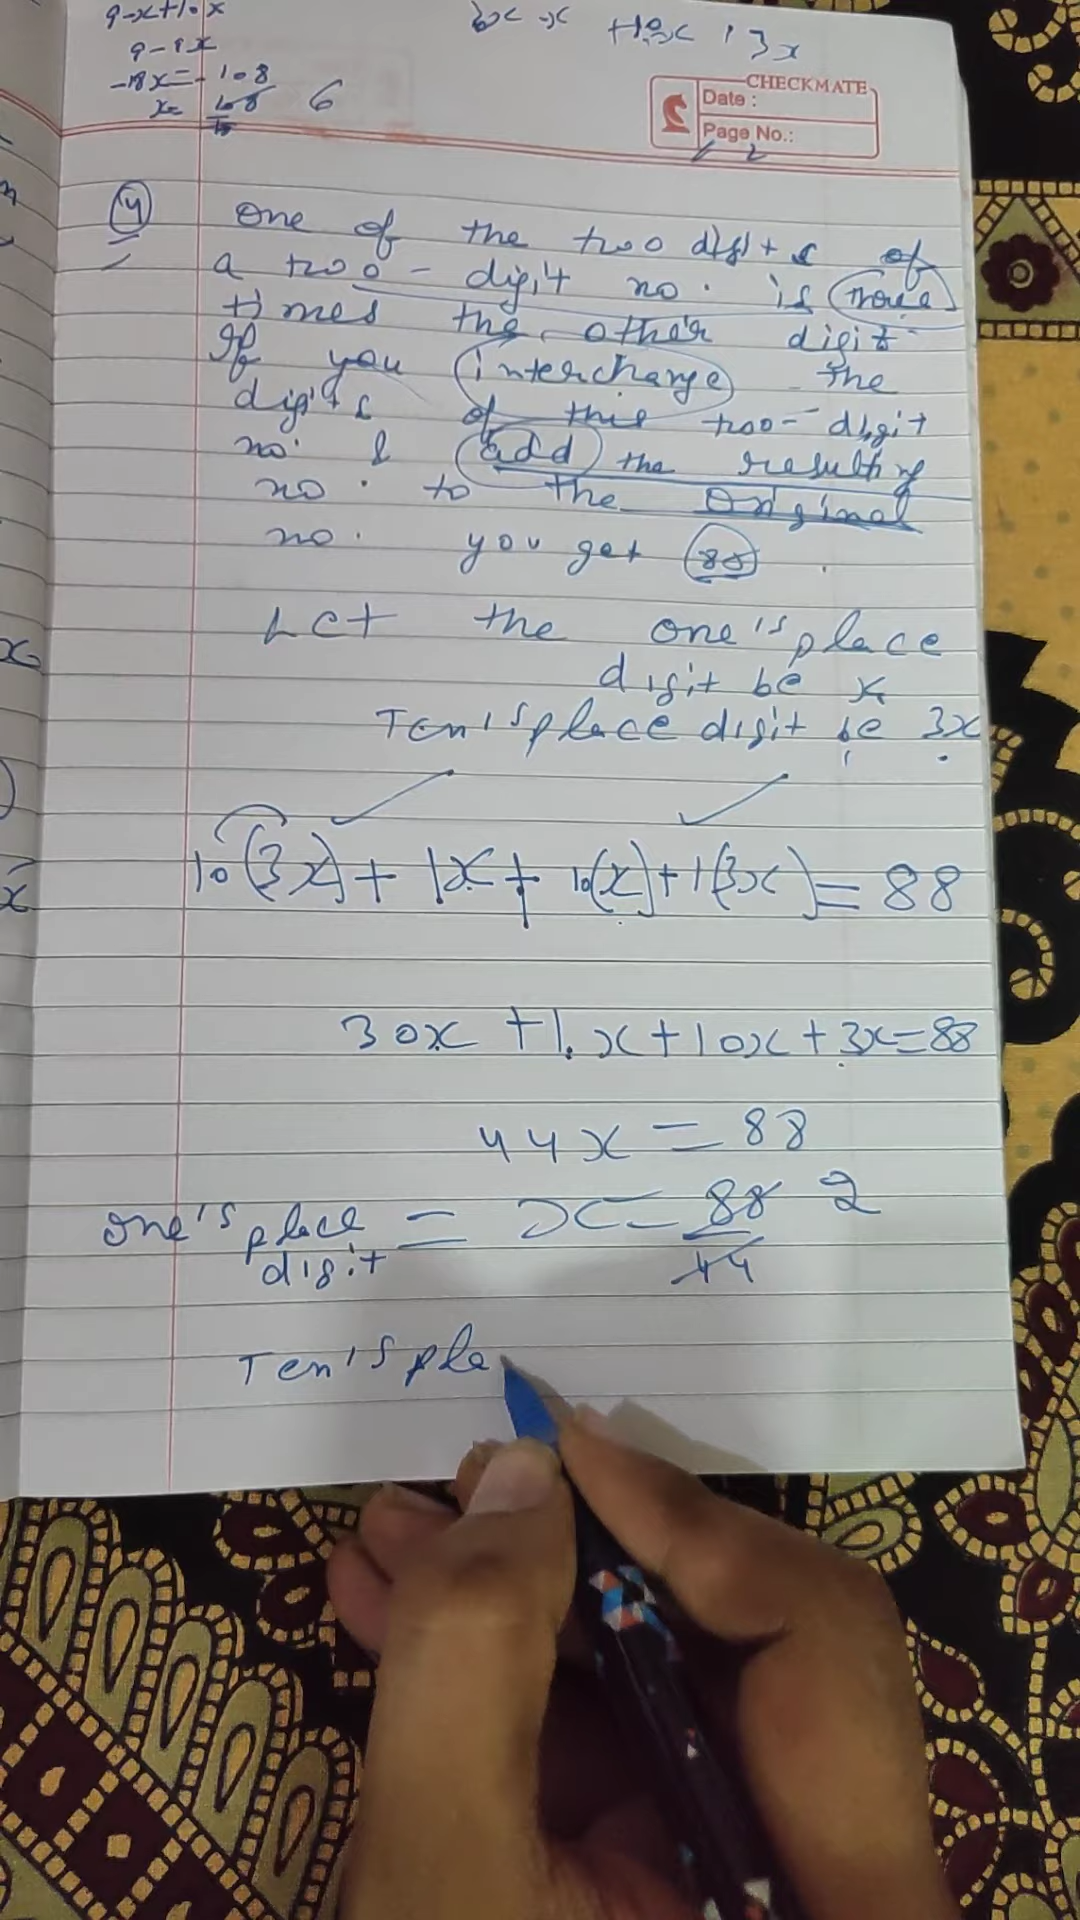 9-x+10x
9-9x
-18x=-108
x= 108/18 6
+10x 13x
CHECKMATE
Date :
Page No.:
4 One of the two digits of
a two-digit no. is three
times the other digit
If you interchange the
digits of this two-digit
no. & add the resulting
no. to the original
no. you get 88
Let the one's place
digit be x
Ten's place digit be 3x
10(3x)+1x+10(x)+1(3x)=88
30x+1.x+10x+3x=88
44x=88
one's place digit = x=88/44 2
Ten's pla